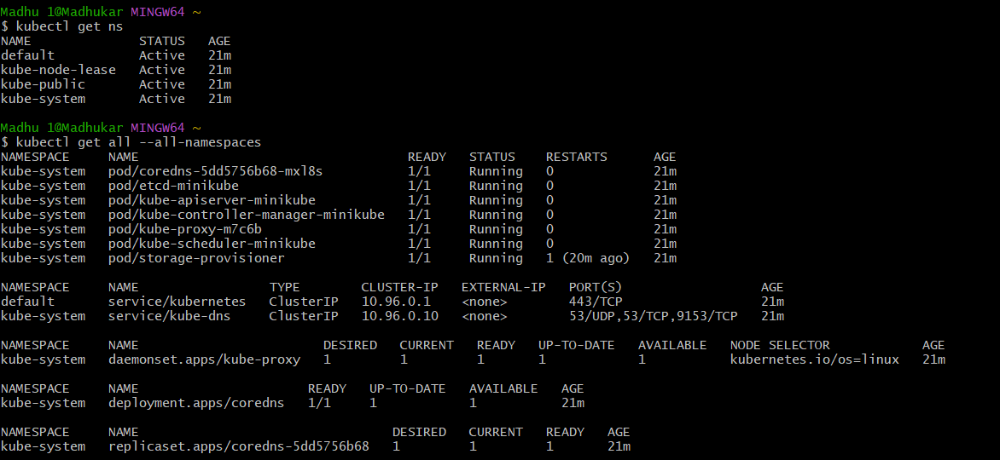 Madhu 1@Madhukar MINGW64 ~
$ kubectl get ns
NAME              STATUS   AGE
default           Active   21m
kube-node-lease   Active   21m
kube-public       Active   21m
kube-system       Active   21m

Madhu 1@Madhukar MINGW64 ~
$ kubectl get all --all-namespaces
NAMESPACE     NAME                                   READY   STATUS    RESTARTS      AGE
kube-system   pod/coredns-5dd5756b68-mxl8s           1/1     Running   0             21m
kube-system   pod/etcd-minikube                      1/1     Running   0             21m
kube-system   pod/kube-apiserver-minikube            1/1     Running   0             21m
kube-system   pod/kube-controller-manager-minikube   1/1     Running   0             21m
kube-system   pod/kube-proxy-m7c6b                   1/1     Running   0             21m
kube-system   pod/kube-scheduler-minikube            1/1     Running   0             21m
kube-system   pod/storage-provisioner                1/1     Running   1 (20m ago)   21m

NAMESPACE     NAME                 TYPE        CLUSTER-IP   EXTERNAL-IP   PORT(S)                  AGE
default       service/kubernetes   ClusterIP   10.96.0.1    <none>        443/TCP                  21m
kube-system   service/kube-dns     ClusterIP   10.96.0.10   <none>        53/UDP,53/TCP,9153/TCP   21m

NAMESPACE     NAME                        DESIRED   CURRENT   READY   UP-TO-DATE   AVAILABLE   NODE SELECTOR            AGE
kube-system   daemonset.apps/kube-proxy   1         1         1       1            1           kubernetes.io/os=linux   21m

NAMESPACE     NAME                      READY   UP-TO-DATE   AVAILABLE   AGE
kube-system   deployment.apps/coredns   1/1     1            1           21m

NAMESPACE     NAME                                 DESIRED   CURRENT   READY   AGE
kube-system   replicaset.apps/coredns-5dd5756b68   1         1         1       21m